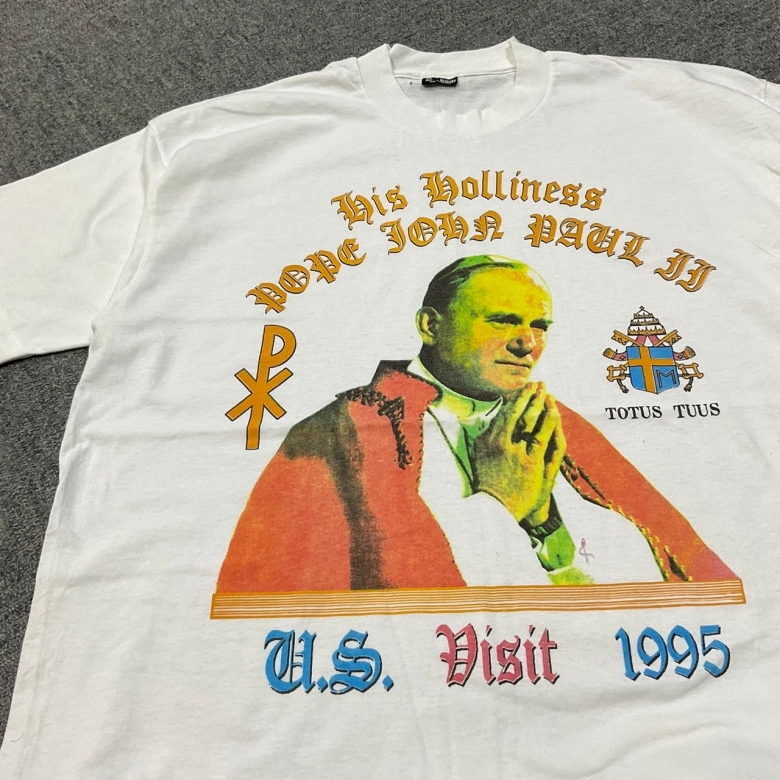 His Holliness
POPE JOHN PAUL II
TOTUS TUUS
U.S. Visit 1995